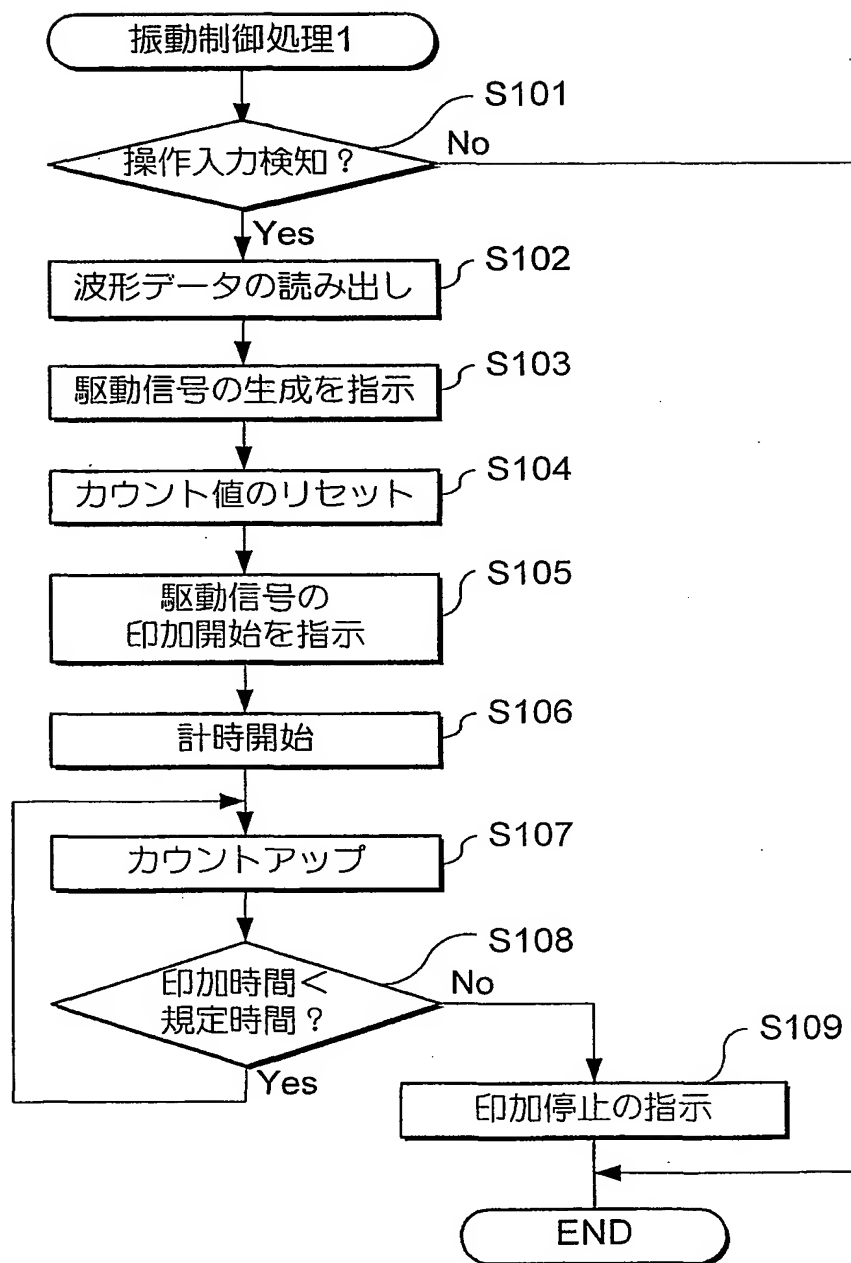 振動制御処理1
S101
操作入力検知？
No
Yes
S102
波形データの読み出し
S103
駆動信号の生成を指示
S104
カウント値のリセット
S105
駆動信号の
印加開始を指示
S106
計時開始
S107
カウントアップ
S108
印加時間＜
規定時間？
No
Yes
S109
印加停止の指示
END